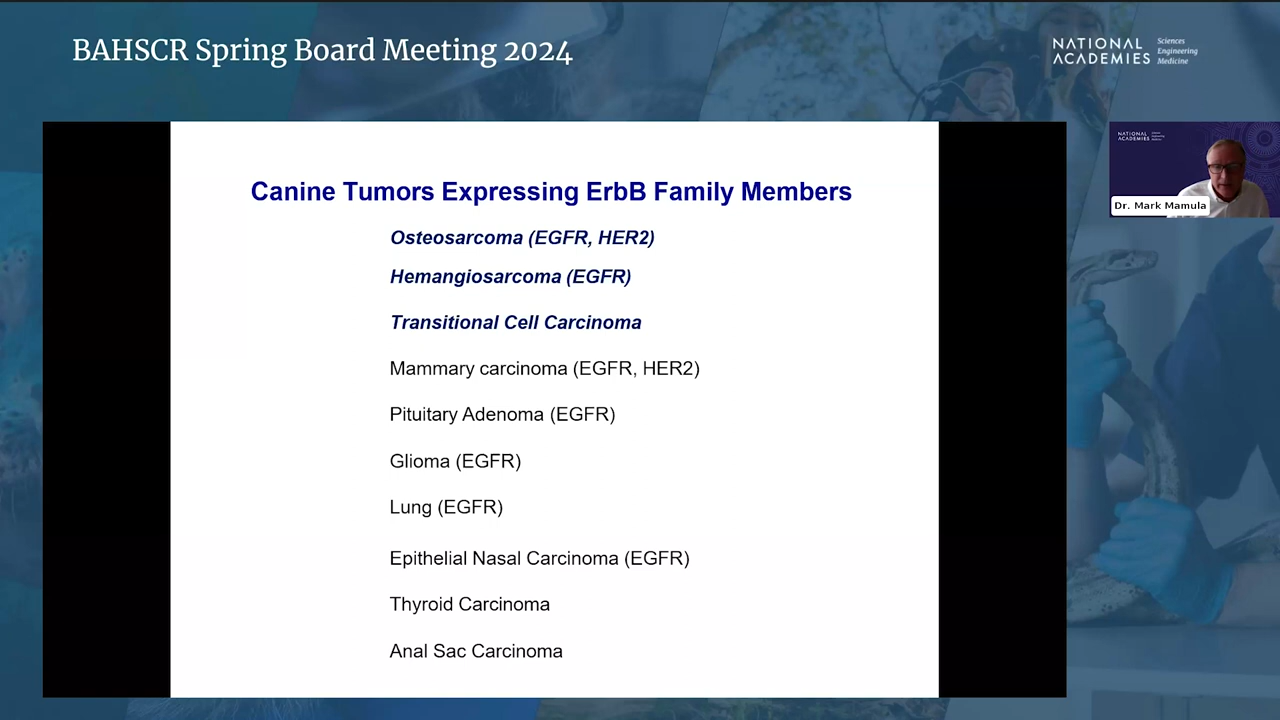 BAHSCR Spring Board Meeting 2024
NATIONAL ACADEMIES
Sciences
Engineering
Medicine
Canine Tumors Expressing ErbB Family Members
Osteosarcoma (EGFR, HER2)
Hemangiosarcoma (EGFR)
Transitional Cell Carcinoma
Mammary carcinoma (EGFR, HER2)
Pituitary Adenoma (EGFR)
Glioma (EGFR)
Lung (EGFR)
Epithelial Nasal Carcinoma (EGFR)
Thyroid Carcinoma
Anal Sac Carcinoma
NATIONAL
ACADEMIES
Dr. Mark Mamula